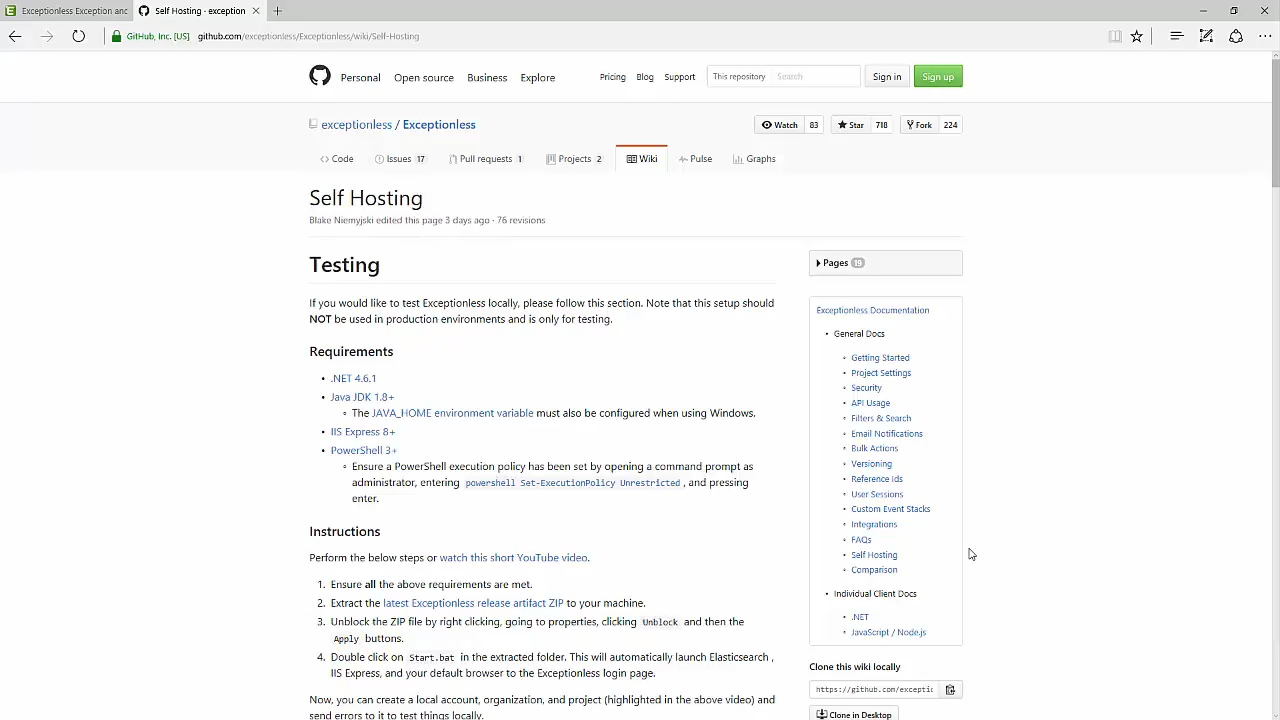 Exceptionless Exception and
Self Hosting · exception
GitHub, Inc. [US] github.com/exceptionless/Exceptionless/wiki/Self-Hosting
Personal Open source Business Explore
Pricing Blog Support
This repository Search
Sign in
Sign up
exceptionless / Exceptionless
Watch 83 Star 718 Fork 224
Code Issues 17 Pull requests 1 Projects 2 Wiki Pulse Graphs
Self Hosting
Blake Niemyjski edited this page 3 days ago · 76 revisions
Testing
If you would like to test Exceptionless locally, please follow this section. Note that this setup should
NOT be used in production environments and is only for testing.
Requirements
• .NET 4.6.1
• Java JDK 1.8+
◦ The JAVA_HOME environment variable must also be configured when using Windows.
• IIS Express 8+
• PowerShell 3+
◦ Ensure a PowerShell execution policy has been set by opening a command prompt as
administrator, entering powershell Set-ExecutionPolicy Unrestricted , and pressing
enter.
Instructions
Perform the below steps or watch this short YouTube video.
1. Ensure all the above requirements are met.
2. Extract the latest Exceptionless release artifact ZIP to your machine.
3. Unblock the ZIP file by right clicking, going to properties, clicking Unblock and then the
Apply buttons.
4. Double click on Start.bat in the extracted folder. This will automatically launch Elasticsearch ,
IIS Express, and your default browser to the Exceptionless login page.
Now, you can create a local account, organization, and project (highlighted in the above video) and
send errors to it to test things locally.
Pages 19
Exceptionless Documentation
• General Docs
◦ Getting Started
◦ Project Settings
◦ Security
◦ API Usage
◦ Filters & Search
◦ Email Notifications
◦ Bulk Actions
◦ Versioning
◦ Reference Ids
◦ User Sessions
◦ Custom Event Stacks
◦ Integrations
◦ FAQs
◦ Self Hosting
◦ Comparison
• Individual Client Docs
◦ .NET
◦ JavaScript / Node.js
Clone this wiki locally
https://github.com/exceptic
Clone in Desktop